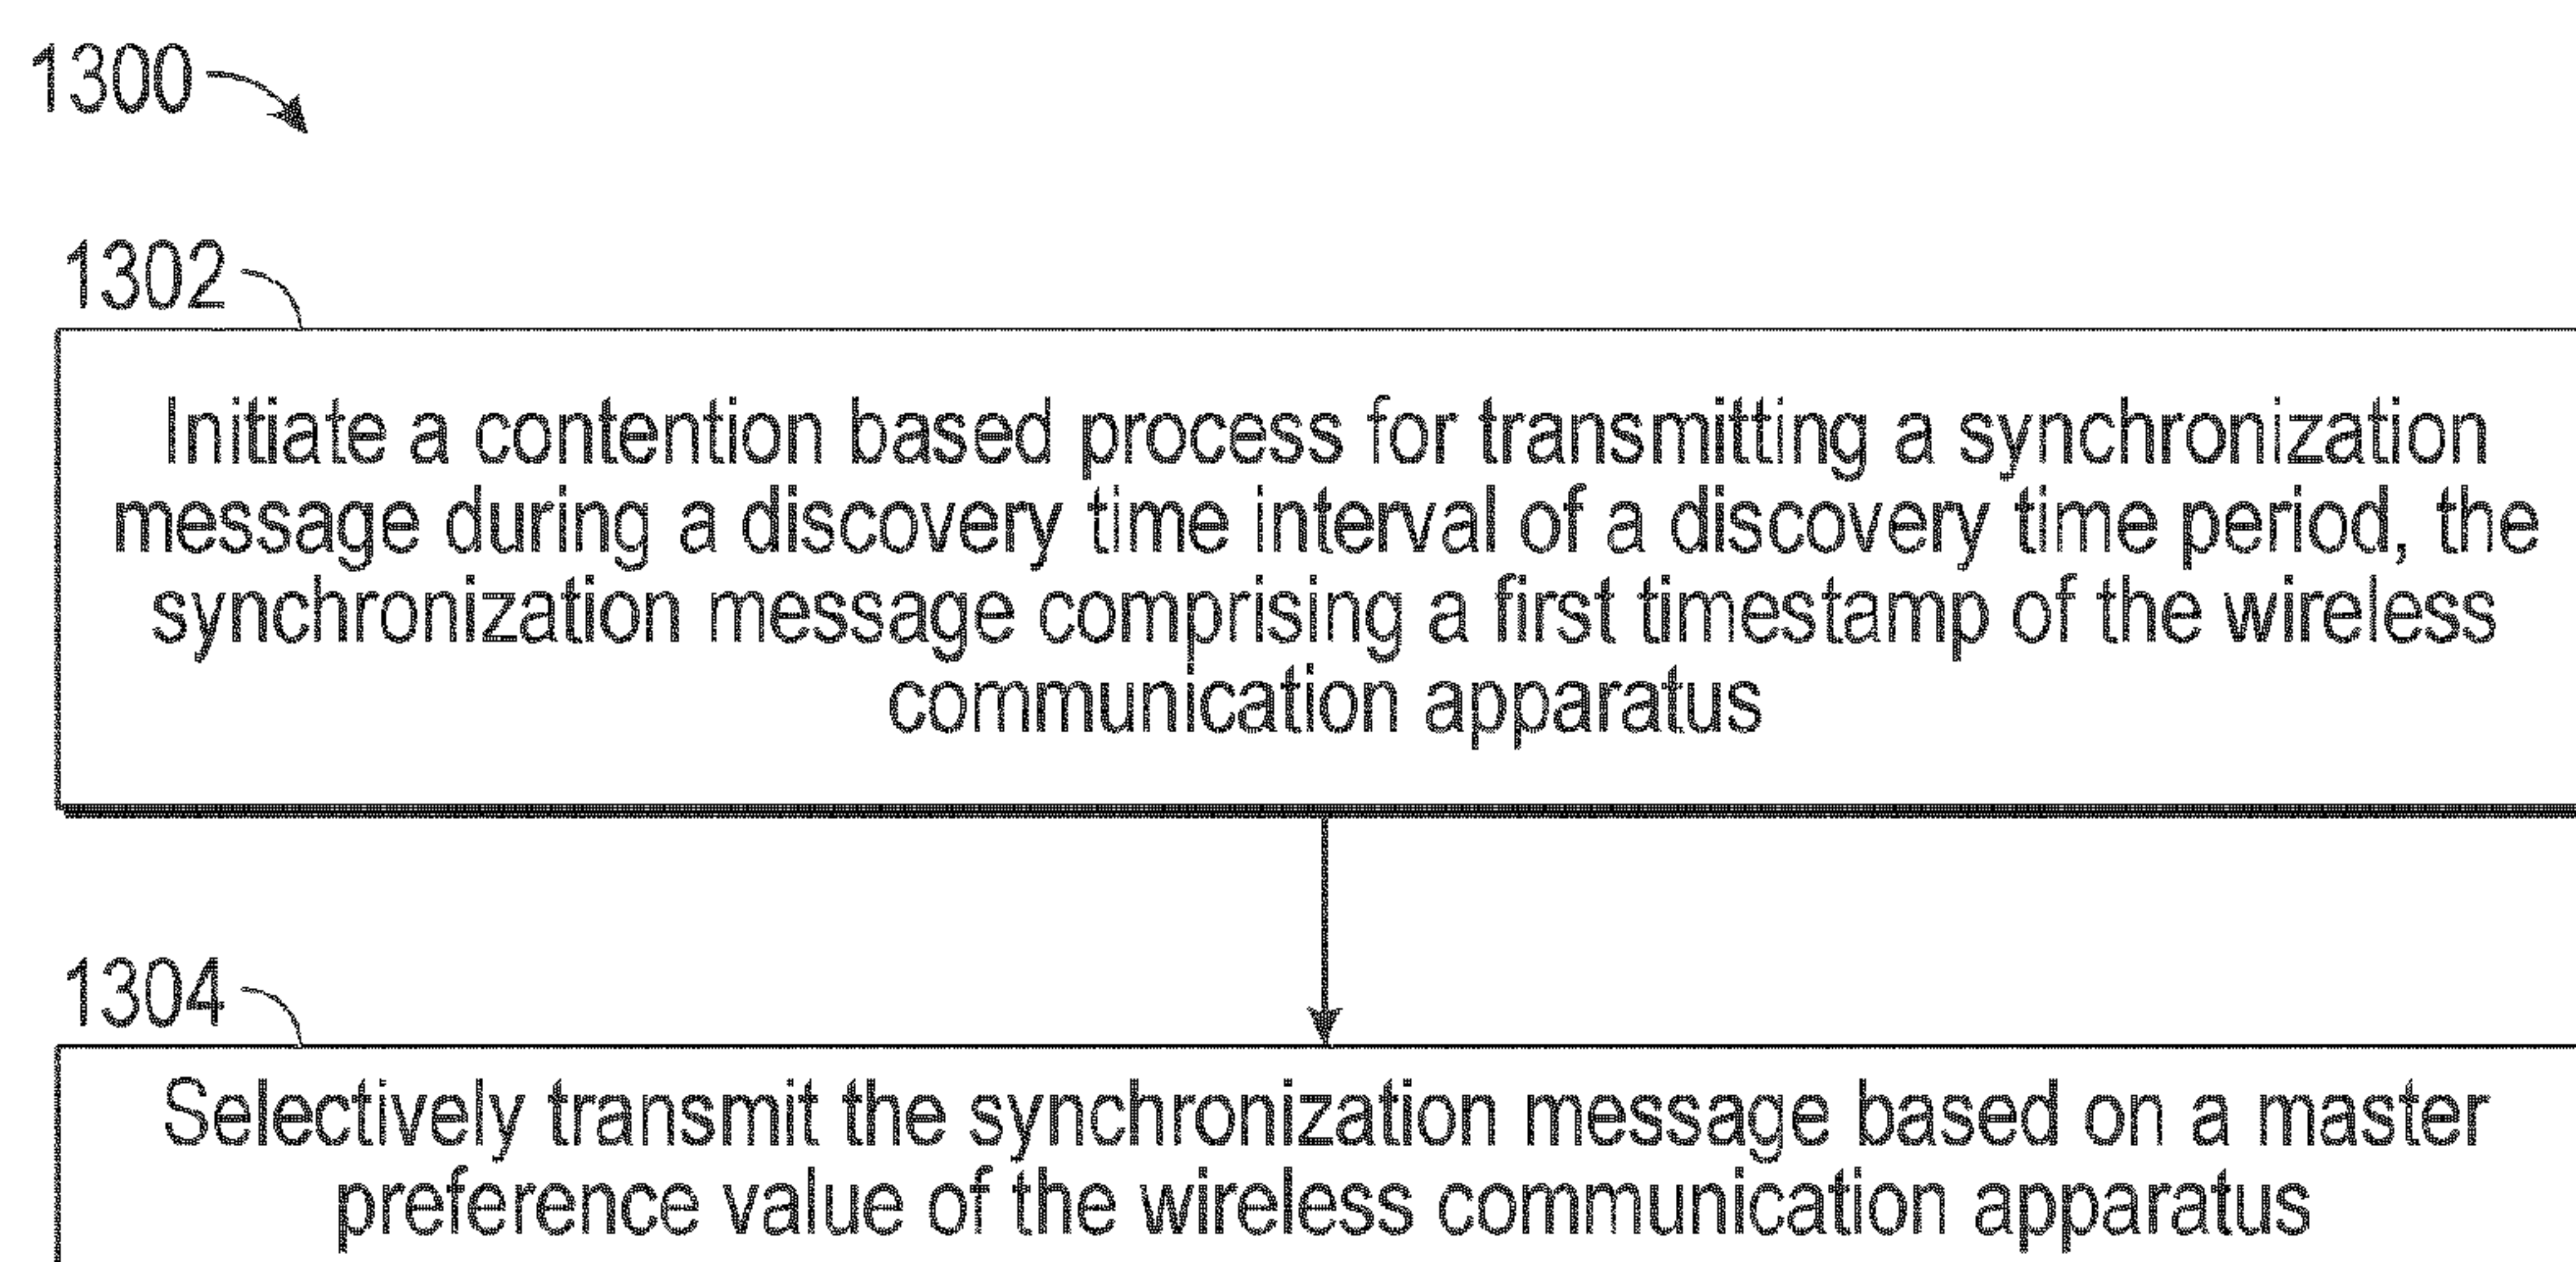 1300
1302
Initiate a contention based process for transmitting a synchronization
message during a discovery time interval of a discovery time period, the
synchronization message comprising a first timestamp of the wireless
communication apparatus
1304
Selectively transmit the synchronization message based on a master
preference value of the wireless communication apparatus